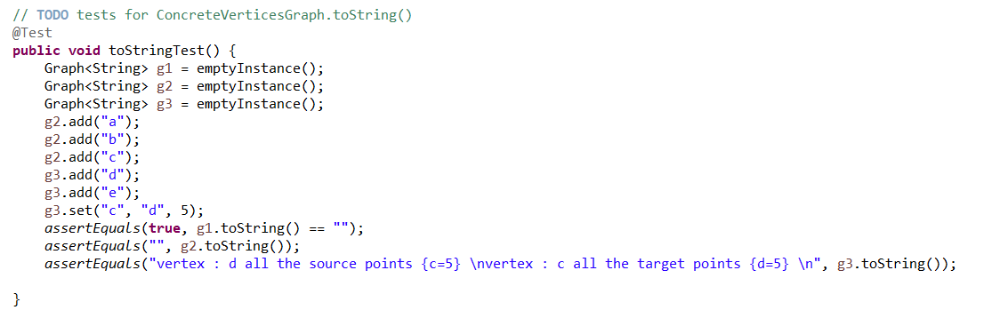 // TODO tests for ConcreteVerticesGraph.toString()
@Test
public void toStringTest() {
    Graph<String> g1 = emptyInstance();
    Graph<String> g2 = emptyInstance();
    Graph<String> g3 = emptyInstance();
    g2.add("a");
    g2.add("b");
    g2.add("c");
    g3.add("d");
    g3.add("e");
    g3.set("c", "d", 5);
    assertEquals(true, g1.toString() == "");
    assertEquals("", g2.toString());
    assertEquals("vertex : d all the source points {c=5} \nvertex : c all the target points {d=5} \n", g3.toString());
}